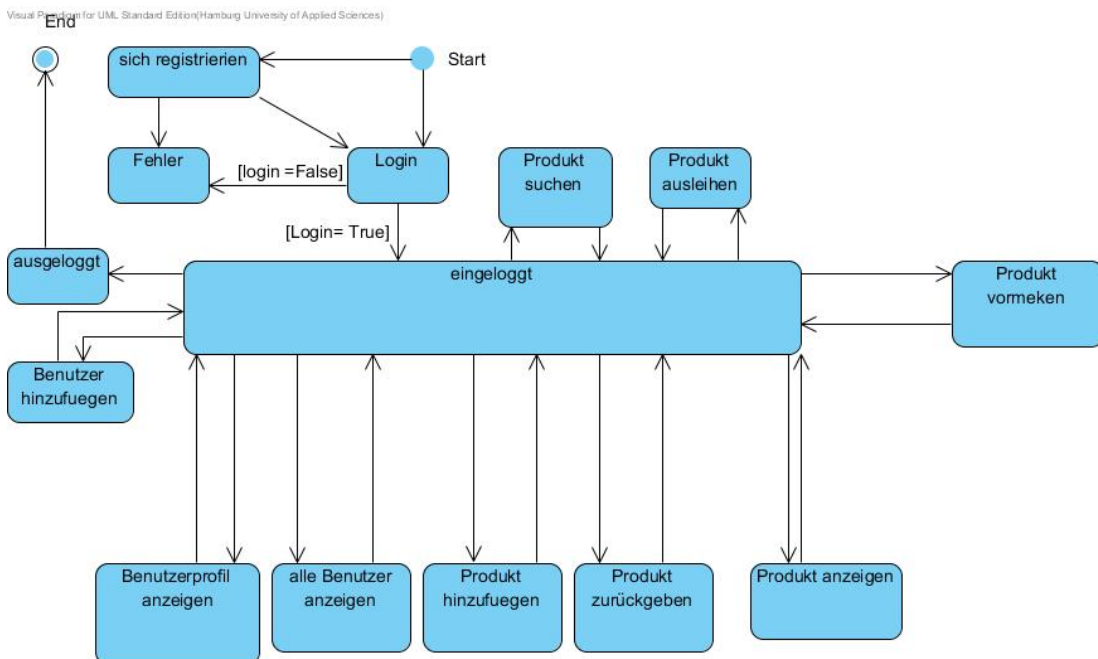 Visual Paradigm for UML Standard Edition(Hamburg University of Applied Sciences)
End
sich registrierien
Start
Fehler
[login =False]
Login
Produkt
suchen
Produkt
ausleihen
[Login= True]
ausgeloggt
eingeloggt
Produkt
vormeken
Benutzer
hinzufuegen
Benutzerprofil
anzeigen
alle Benutzer
anzeigen
Produkt
hinzufuegen
Produkt
zurückgeben
Produkt anzeigen